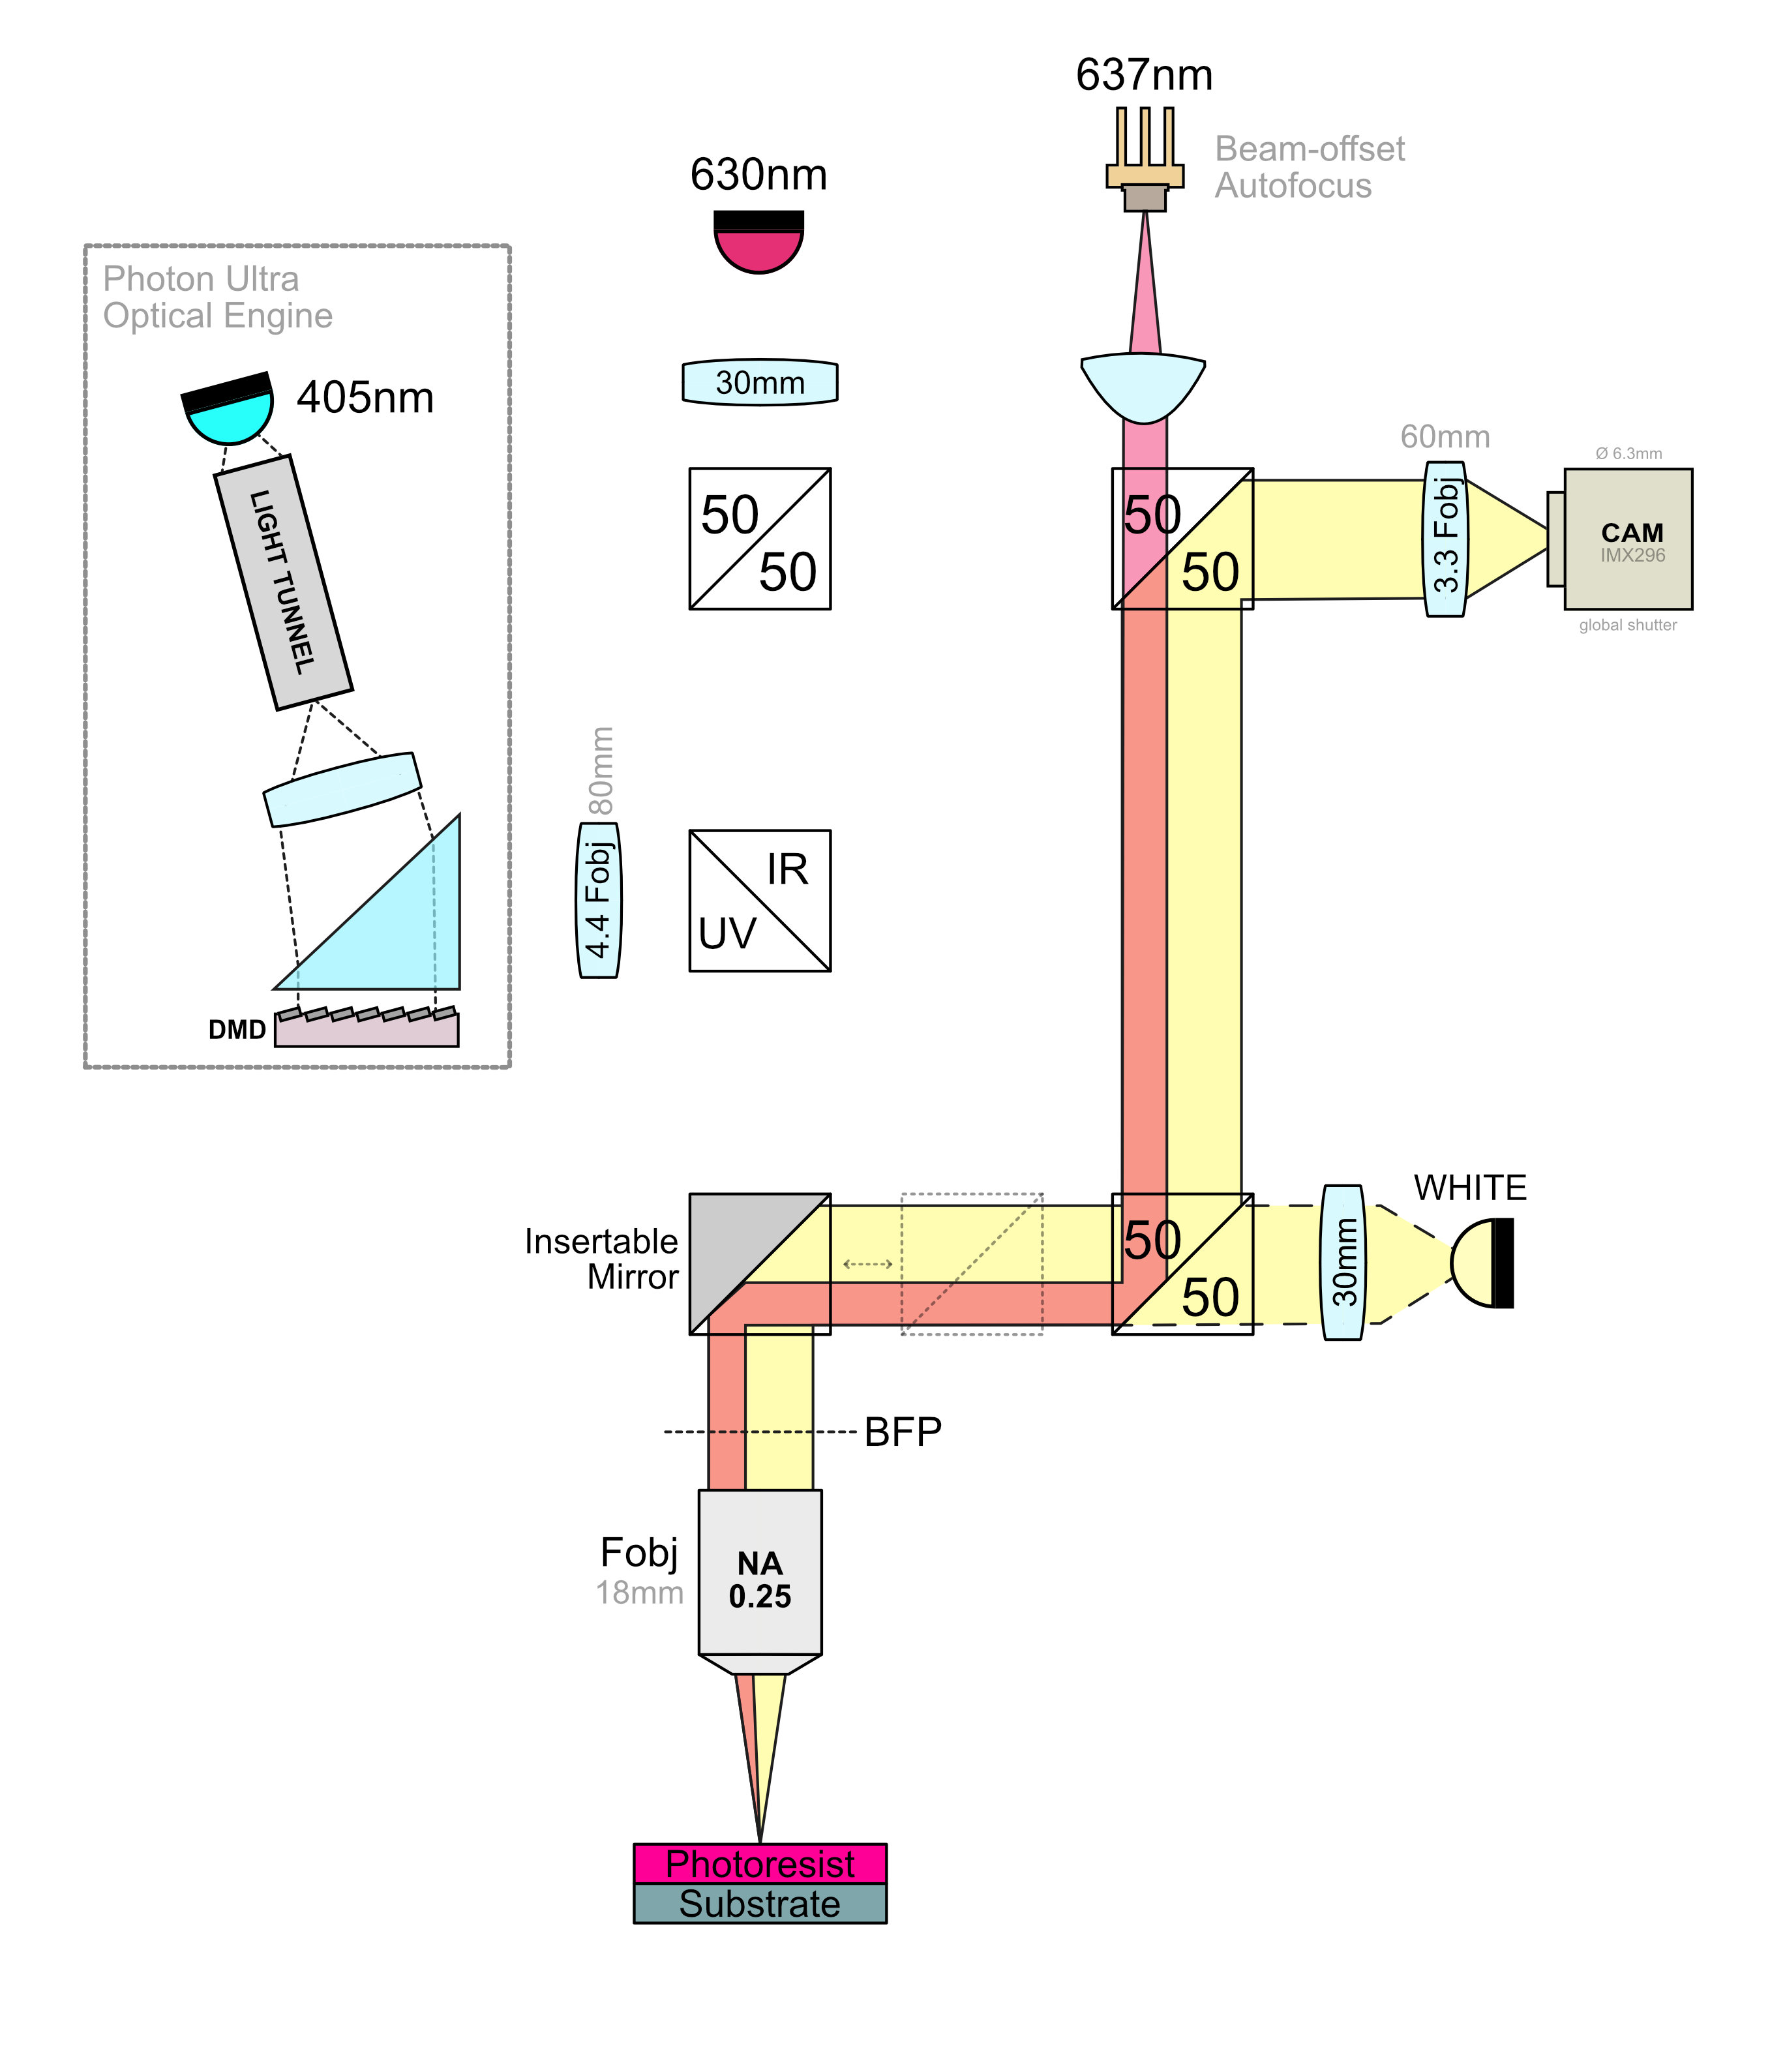 637nm
Beam-offset
Autofocus
630nm
Photon Ultra
Optical Engine
405nm
30mm
LIGHT TUNNEL
50
50
50
50
60mm
3.3 Fobj
Ø 6.3mm
CAM
IMX296
global shutter
80mm
4.4 Fobj
IR
UV
DMD
Insertable
Mirror
50
50
30mm
WHITE
BFP
Fobj
18mm
NA
0.25
Photoresist
Substrate